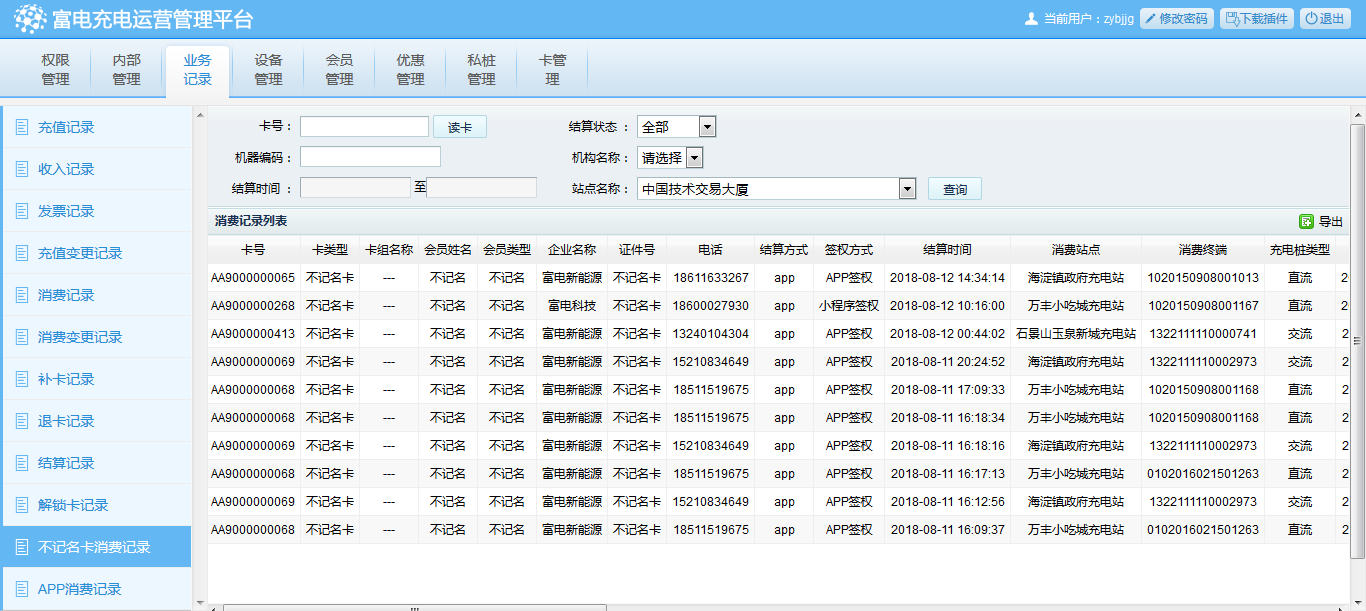 富电充电运营管理平台
当前用户：zybjjg 修改密码 下载插件 退出
权限管理 内部管理 业务记录 设备管理 会员管理 优惠管理 私桩管理 卡管理
充值记录
收入记录
发票记录
充值变更记录
消费记录
消费变更记录
补卡记录
退卡记录
结算记录
解锁卡记录
不记名卡消费记录
APP消费记录
卡号： 读卡 结算状态： 全部
机器编码： 机构名称： 请选择
结算时间： 至 站点名称： 中国技术交易大厦 查询
消费记录列表 导出
卡号 卡类型 卡组名称 会员姓名 会员类型 企业名称 证件号 电话 结算方式 签权方式 结算时间 消费站点 消费终端 充电桩类型
AA9000000065 不记名卡 --- 不记名 不记名 富电新能源 不记名卡 18611633267 app APP签权 2018-08-12 14:34:14 海淀镇政府充电站 1020150908001013 直流 2
AA9000000268 不记名卡 --- 不记名 不记名 富电科技 不记名卡 18600027930 app 小程序签权 2018-08-12 10:16:00 万丰小吃城充电站 1020150908001167 直流 2
AA9000000413 不记名卡 --- 不记名 不记名 富电新能源 不记名卡 13240104304 app APP签权 2018-08-12 00:44:02 石景山玉泉新城充电站 1322111110000741 交流 2
AA9000000069 不记名卡 --- 不记名 不记名 富电新能源 不记名卡 15210834649 app APP签权 2018-08-11 20:24:52 海淀镇政府充电站 1322111110002973 交流 2
AA9000000068 不记名卡 --- 不记名 不记名 富电新能源 不记名卡 18511519675 app APP签权 2018-08-11 17:09:33 万丰小吃城充电站 1020150908001168 直流 2
AA9000000068 不记名卡 --- 不记名 不记名 富电新能源 不记名卡 18511519675 app APP签权 2018-08-11 16:18:34 万丰小吃城充电站 1020150908001168 直流 2
AA9000000069 不记名卡 --- 不记名 不记名 富电新能源 不记名卡 15210834649 app APP签权 2018-08-11 16:18:16 海淀镇政府充电站 1322111110002973 交流 2
AA9000000068 不记名卡 --- 不记名 不记名 富电新能源 不记名卡 18511519675 app APP签权 2018-08-11 16:17:13 万丰小吃城充电站 0102016021501263 直流 2
AA9000000069 不记名卡 --- 不记名 不记名 富电新能源 不记名卡 15210834649 app APP签权 2018-08-11 16:12:56 海淀镇政府充电站 1322111110002973 交流 2
AA9000000068 不记名卡 --- 不记名 不记名 富电新能源 不记名卡 18511519675 app APP签权 2018-08-11 16:09:37 万丰小吃城充电站 0102016021501263 直流 2